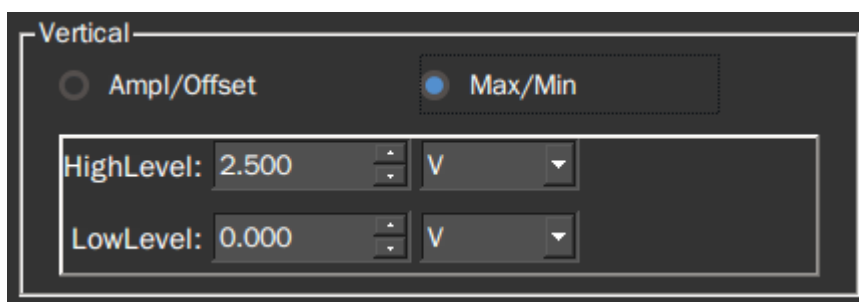 Vertical
Ampl/Offset Max/Min
HighLevel: 2.500 V
LowLevel: 0.000 V